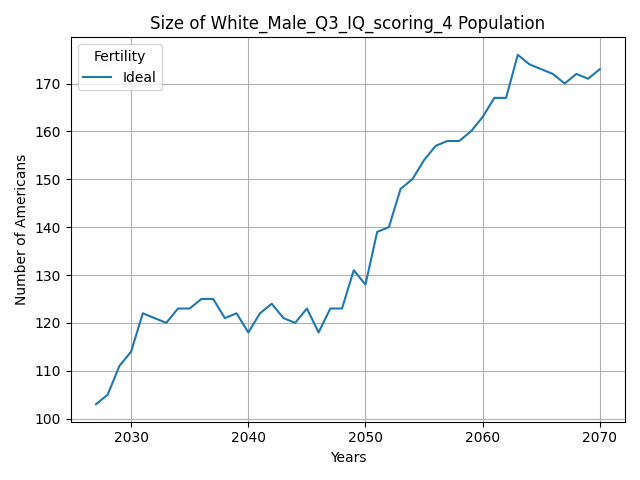 Size of White_Male_Q3_IQ_scoring_4 Population
Fertility
Ideal
Number of Americans
170
160
150
140
130
120
110
100
2030 2040 2050 2060 2070
Years